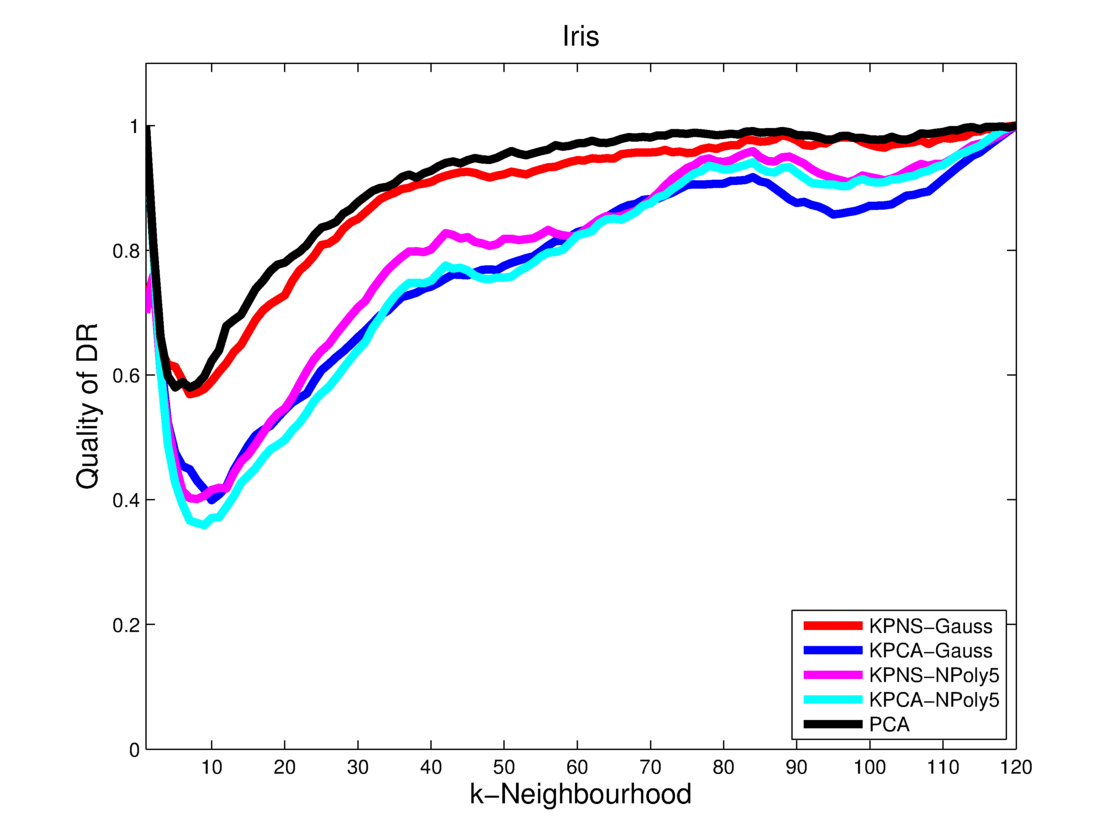 Iris
1
0.8
0.6
0.4
0.2
0
Quality of DR
10 20 30 40 50 60 70 80 90 100 110 120
k−Neighbourhood
KPNS−Gauss
KPCA−Gauss
KPNS−NPoly5
KPCA−NPoly5
PCA